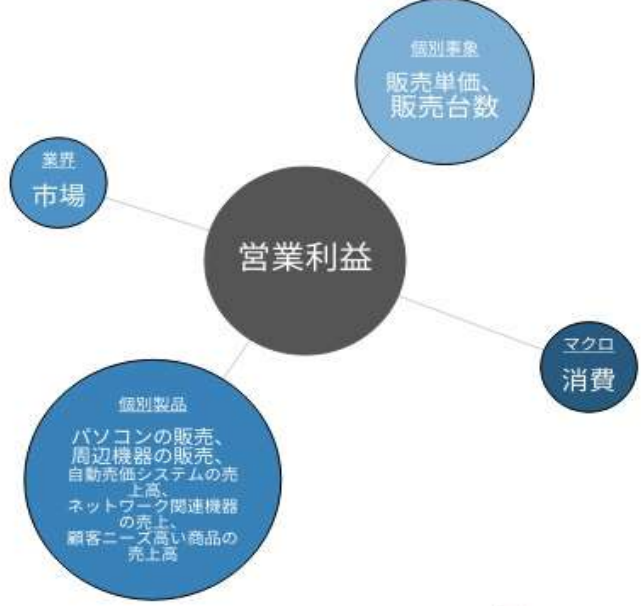 個別事象
販売単価、
販売台数
業界
市場
営業利益
マクロ
消費
個別製品
パソコンの販売、
周辺機器の販売、
自動売価システムの売
上高、
ネットワーク関連機器
の売上、
顧客ニーズ高い商品の
売上高